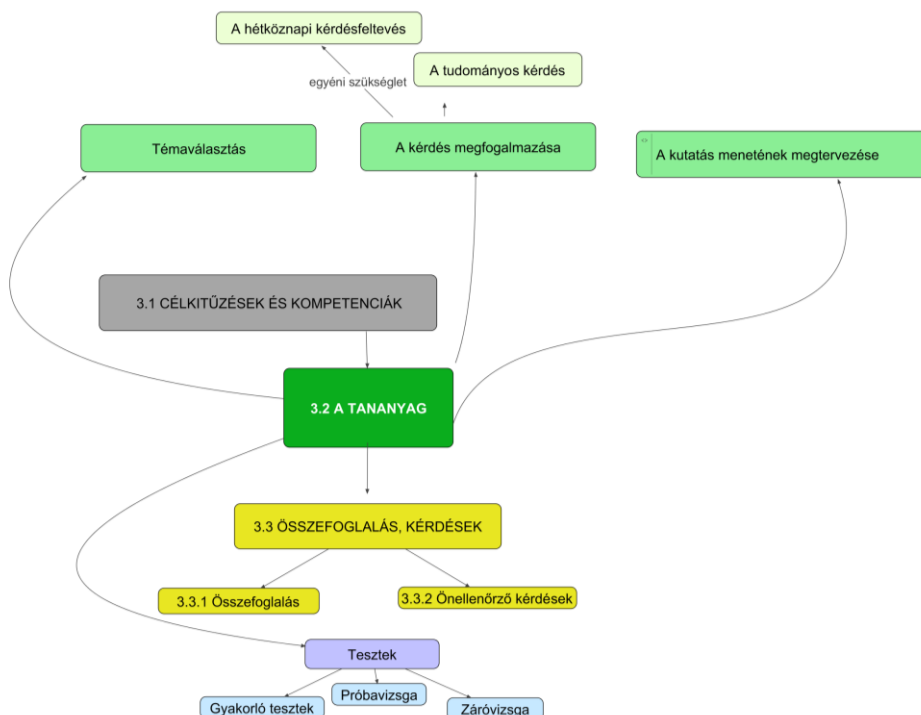 A hétköznapi kérdésfeltevés
A tudományos kérdés
egyéni szükséglet
Témaválasztás
A kérdés megfogalmazása
A kutatás menetének megtervezése
3.1 CÉLKITŰZÉSEK ÉS KOMPETENCIÁK
3.2 A TANANYAG
3.3 ÖSSZEFOGLALÁS, KÉRDÉSEK
3.3.1 Összefoglalás
3.3.2 Önellenőrző kérdések
Tesztek
Próbavizsga
Gyakorló tesztek
Záróvizsga